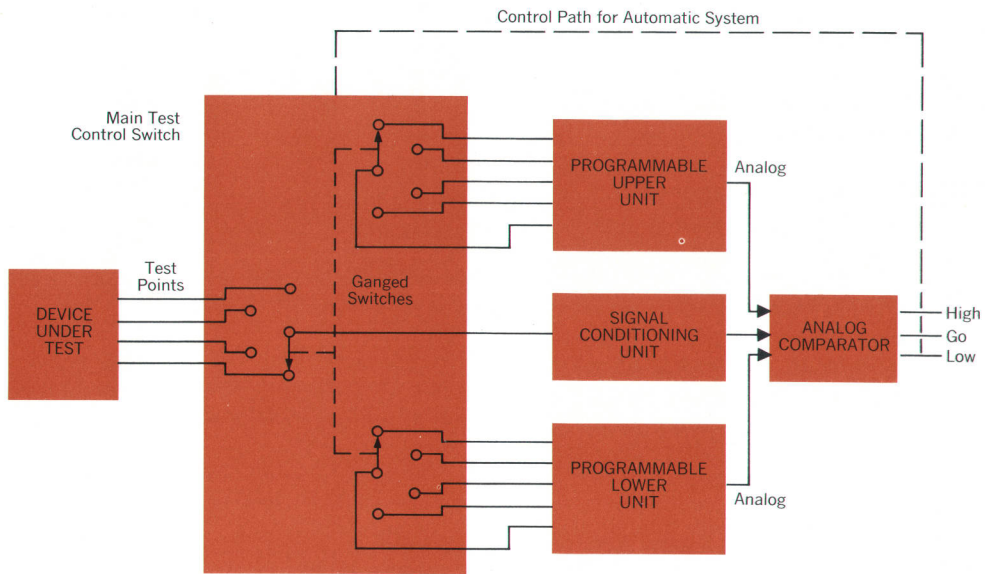 Control Path for Automatic System
Main Test
Control Switch
PROGRAMMABLE
UPPER
UNIT
Analog
Test
Points
Ganged
Switches
DEVICE
UNDER
TEST
SIGNAL
CONDITIONING
UNIT
ANALOG
COMPARATOR
High
Go
Low
PROGRAMMABLE
LOWER
UNIT
Analog